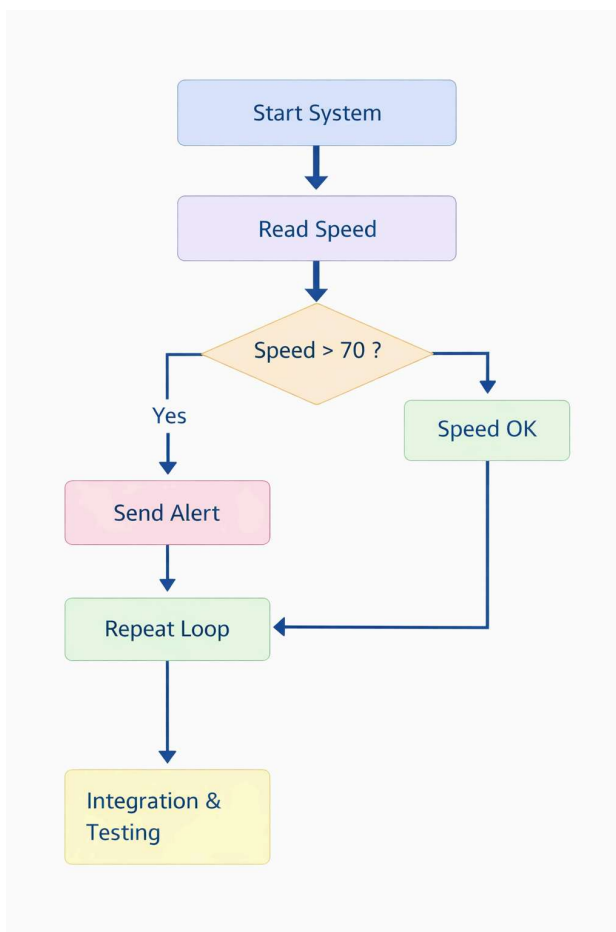 Start System
Read Speed
Speed > 70 ?
Yes
Speed OK
Send Alert
Repeat Loop
Integration &
Testing